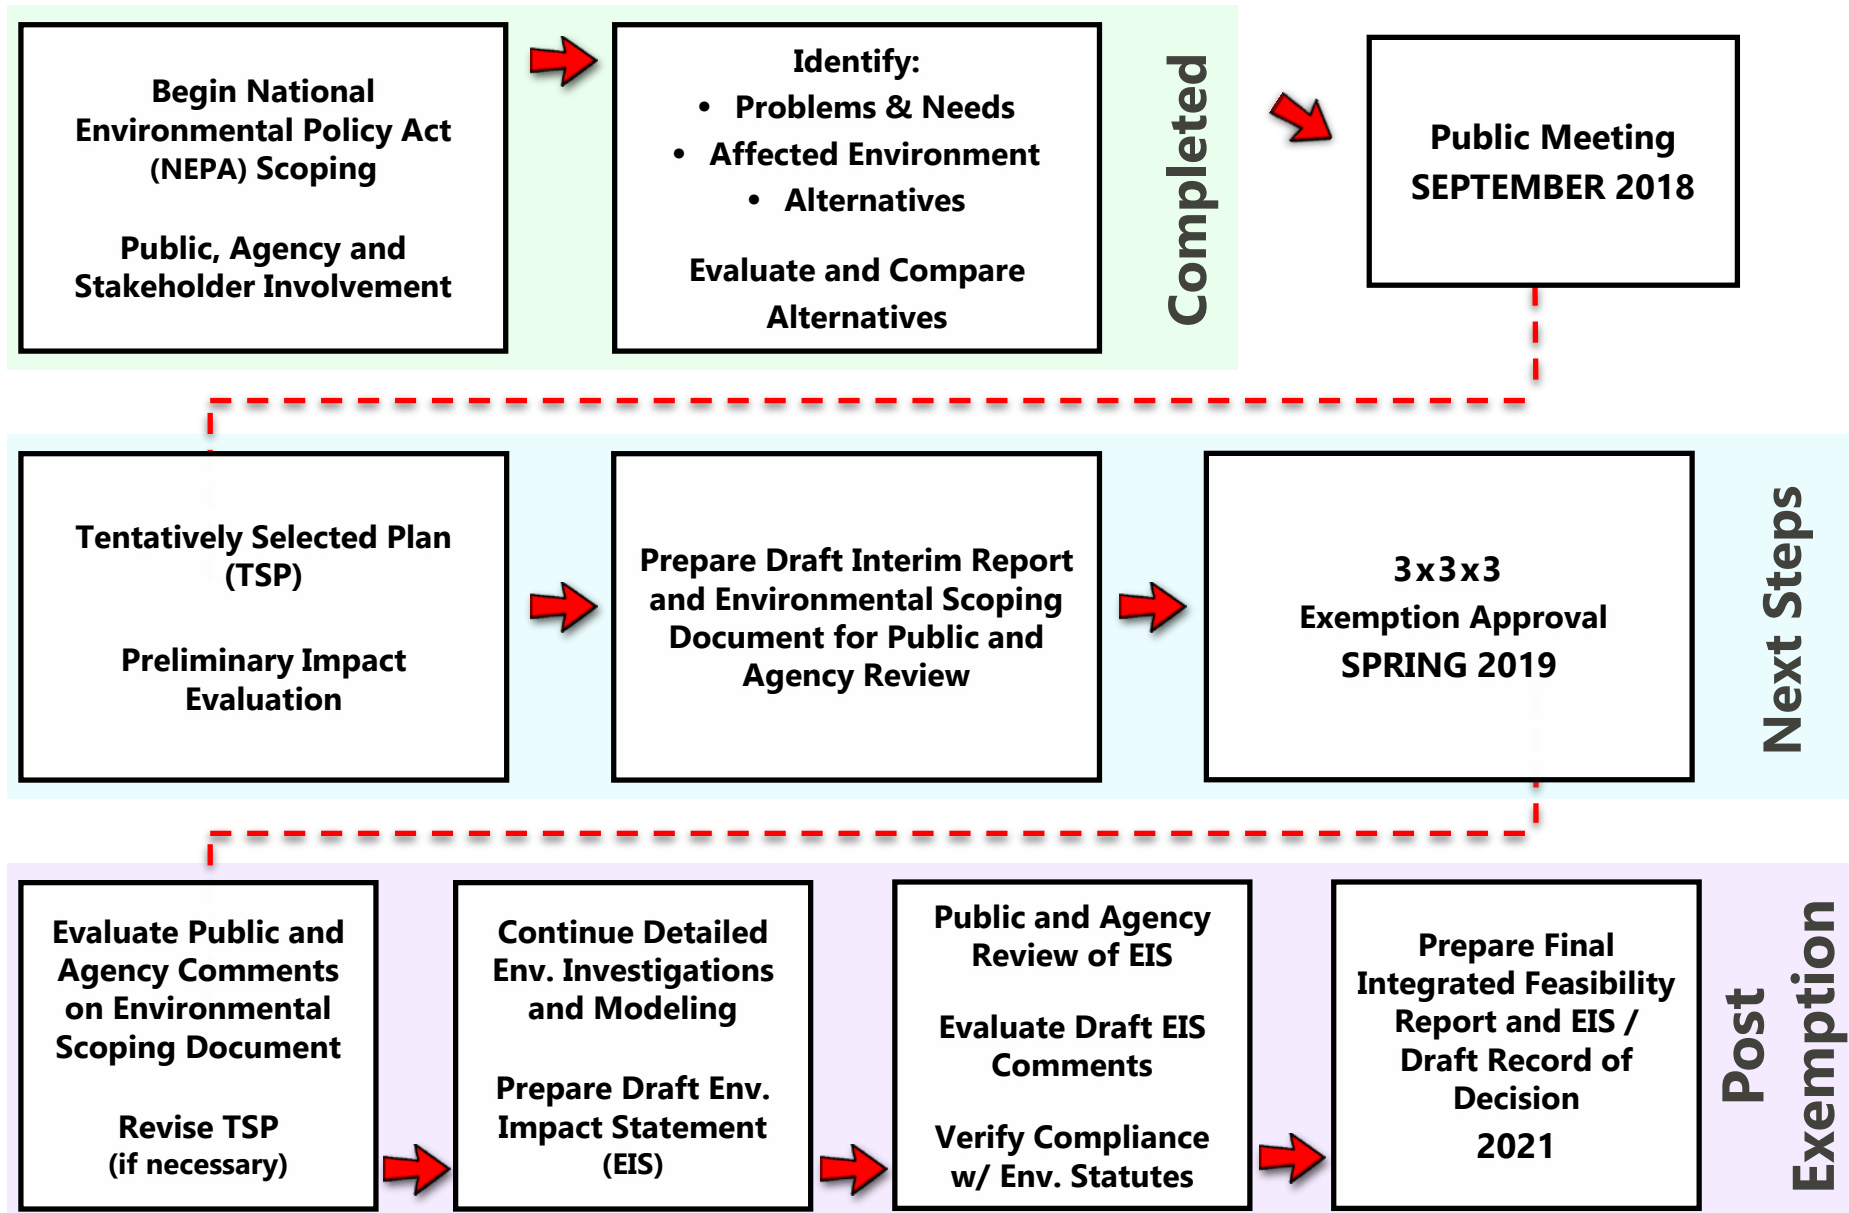 Begin National
Environmental Policy Act
(NEPA) Scoping
Public, Agency and
Stakeholder Involvement
Identify:
• Problems & Needs
• Affected Environment
• Alternatives
Evaluate and Compare
Alternatives
Completed
Public Meeting
SEPTEMBER 2018
Tentatively Selected Plan
(TSP)
Preliminary Impact
Evaluation
Prepare Draft Interim Report
and Environmental Scoping
Document for Public and
Agency Review
3x3x3
Exemption Approval
SPRING 2019
Next Steps
Evaluate Public and
Agency Comments
on Environmental
Scoping Document
Revise TSP
(if necessary)
Continue Detailed
Env. Investigations
and Modeling
Prepare Draft Env.
Impact Statement
(EIS)
Public and Agency
Review of EIS
Evaluate Draft EIS
Comments
Verify Compliance
w/ Env. Statutes
Prepare Final
Integrated Feasibility
Report and EIS /
Draft Record of
Decision
2021
Post
Exemption